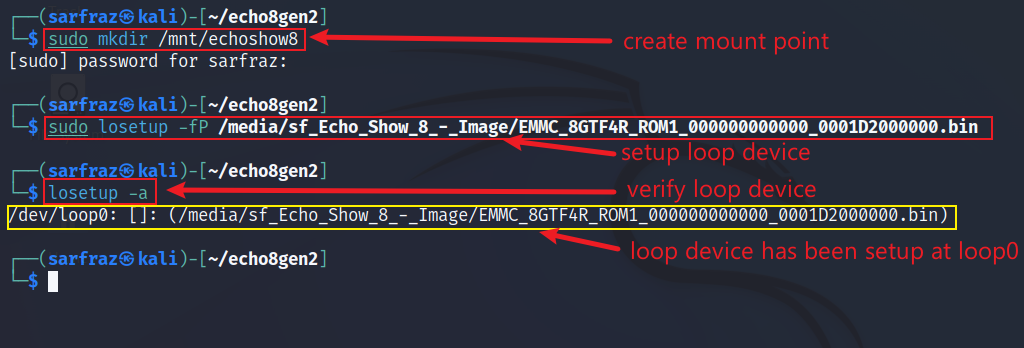 ┌──(sarfraz㉿kali)-[~/echo8gen2]
└─$ sudo mkdir /mnt/echoshow8
create mount point
[sudo] password for sarfraz:
┌──(sarfraz㉿kali)-[~/echo8gen2]
└─$ sudo losetup -fP /media/sf_Echo_Show_8_-_Image/EMMC_8GTF4R_ROM1_000000000000_0001D2000000.bin
setup loop device
┌──(sarfraz㉿kali)-[~/echo8gen2]
└─$ losetup -a
verify loop device
/dev/loop0: []: (/media/sf_Echo_Show_8_-_Image/EMMC_8GTF4R_ROM1_000000000000_0001D2000000.bin)
loop device has been setup at loop0
┌──(sarfraz㉿kali)-[~/echo8gen2]
└─$